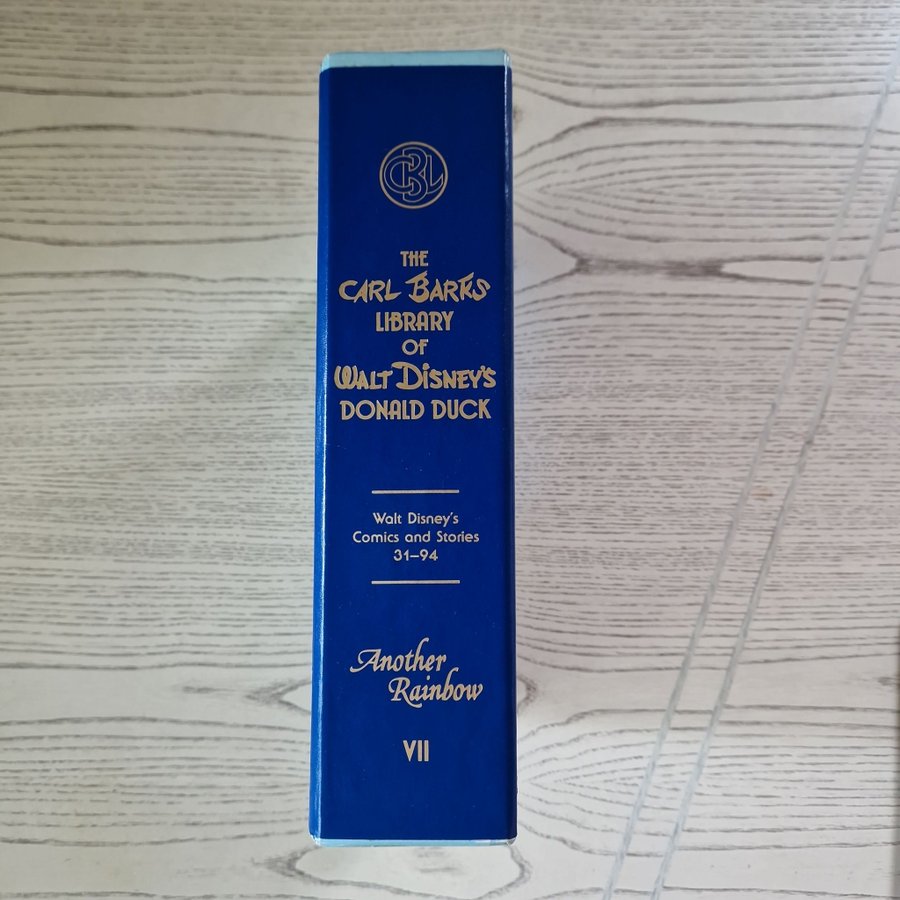 CBL
THE
CARL BARKS
LIBRARY
OF
WALT DISNEY'S
DONALD DUCK
Walt Disney's
Comics and Stories
31–94
Another
Rainbow
VII